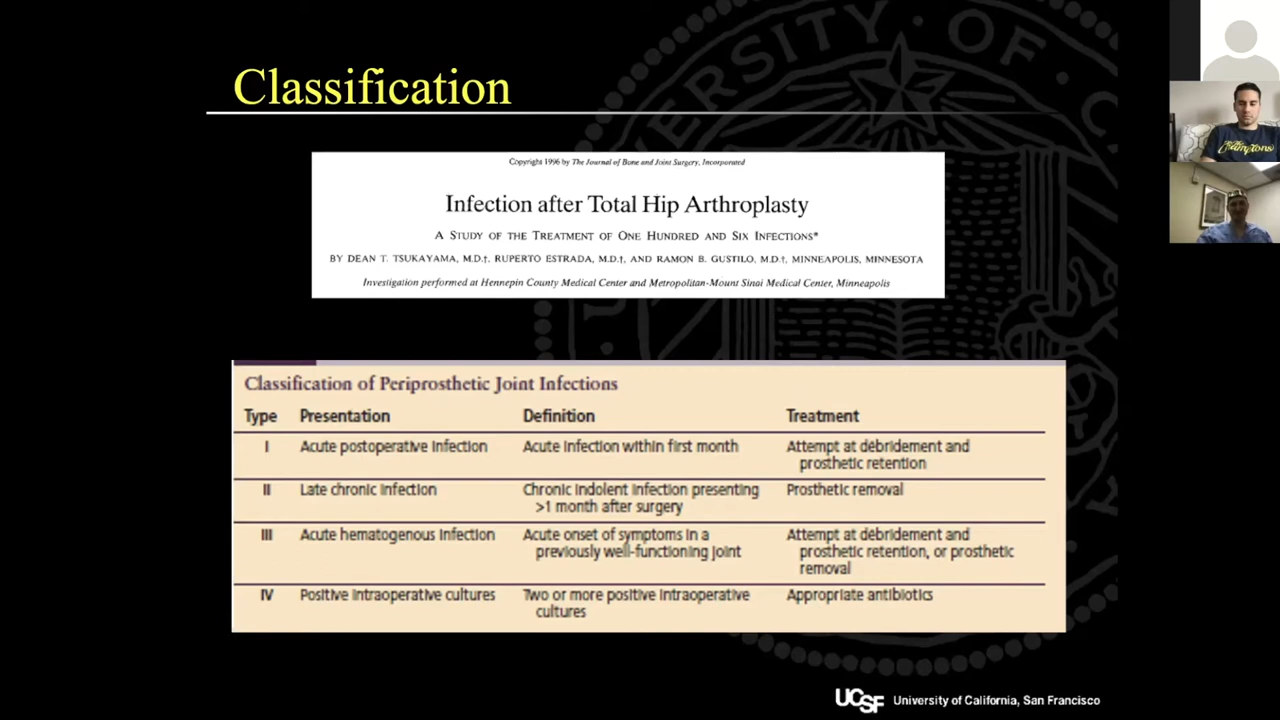 Classification
Copyright 1996 by The Journal of Bone and Joint Surgery, Incorporated
Infection after Total Hip Arthroplasty
A STUDY OF THE TREATMENT OF ONE HUNDRED AND SIX INFECTIONS*
BY DEAN T. TSUKAYAMA, M.D.†, RUPERTO ESTRADA, M.D.†, AND RAMON B. GUSTILO, M.D.†, MINNEAPOLIS, MINNESOTA
Investigation performed at Hennepin County Medical Center and Metropolitan-Mount Sinai Medical Center, Minneapolis
Classification of Periprosthetic Joint Infections
Type Presentation Definition Treatment
I Acute postoperative infection Acute infection within first month Attempt at débridement and
prosthetic retention
II Late chronic infection Chronic indolent infection presenting Prosthetic removal
>1 month after surgery
III Acute hematogenous infection Acute onset of symptoms in a Attempt at débridement and
previously well-functioning joint prosthetic retention, or prosthetic
removal
IV Positive intraoperative cultures Two or more positive intraoperative Appropriate antibiotics
cultures
UCSF University of California, San Francisco
UNIVERSITY OF C
Champions